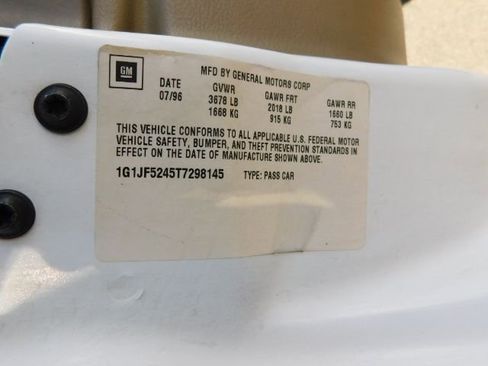 GM
MFD BY GENERAL MOTORS CORP
DATE GVWR GAWR FRT GAWR RR
07/96 3678 LB 2018 LB 1660 LB
1668 KG 915 KG 753 KG
THIS VEHICLE CONFORMS TO ALL APPLICABLE U.S. FEDERAL MOTOR
VEHICLE SAFETY, BUMPER, AND THEFT PREVENTION STANDARDS IN
EFFECT ON THE DATE OF MANUFACTURE SHOWN ABOVE.
1G1JF5245T7298145 TYPE: PASS CAR